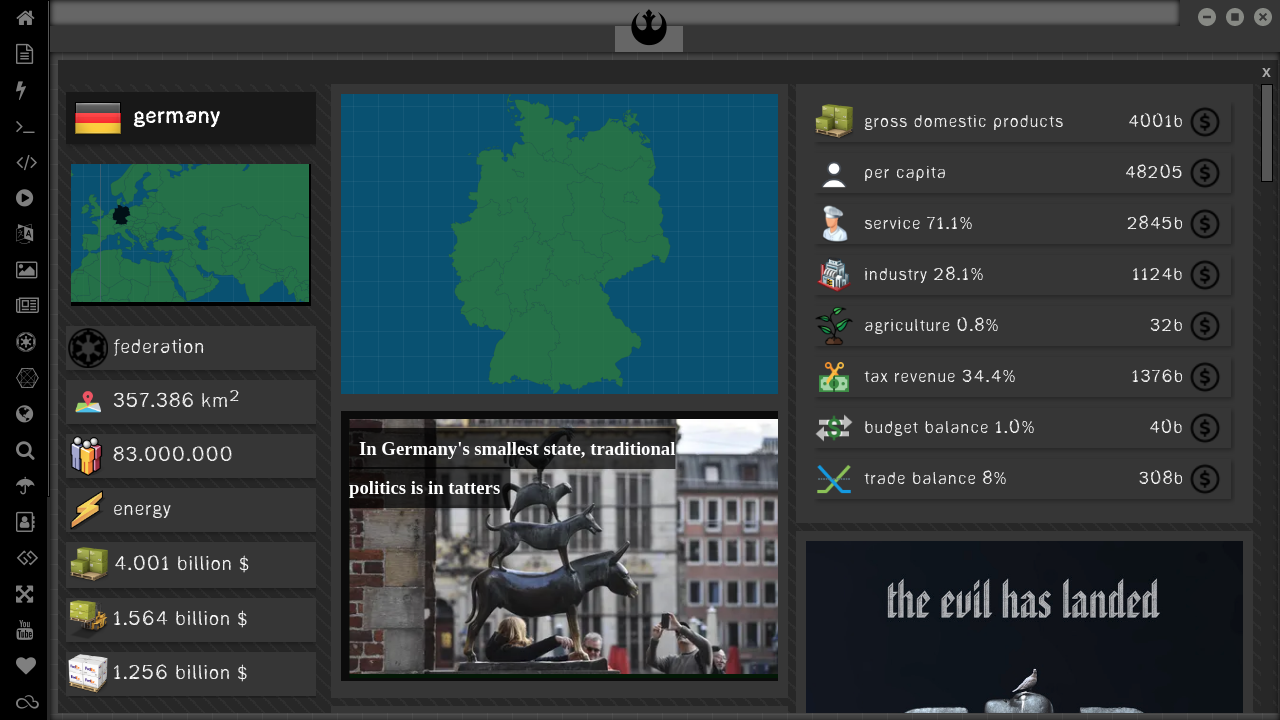 x
germany
federation
357.386 km²
83.000.000
energy
4.001 billion $
1.564 billion $
1.256 billion $
In Germany's smallest state, traditional
politics is in tatters
gross domestic products 4001b $
per capita 48205 $
service 71.1% 2845b $
industry 28.1% 1124b $
agriculture 0.8% 32b $
tax revenue 34.4% 1376b $
budget balance 1.0% 40b $
trade balance 8% 308b $
the evil has landed
You
Tube